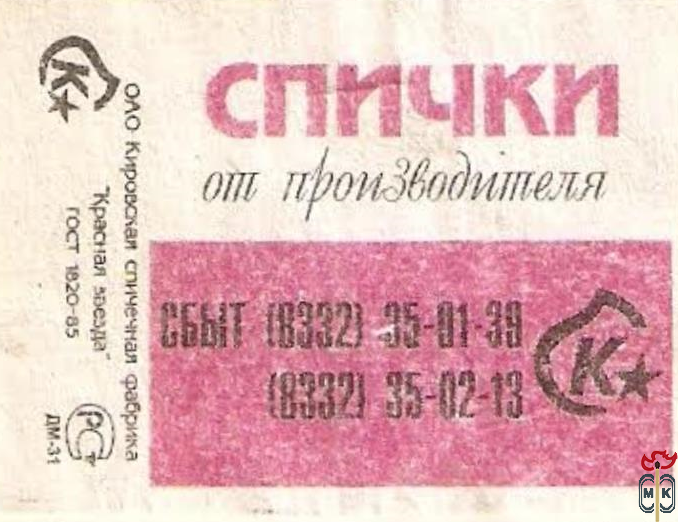 СПИЧКИ
от производителя
СБЫТ (8332) 35-01-39
(8332) 35-02-13
К
ОАО Кировская спичечная фабрика
"Красная звезда"
ГОСТ 1820-85
К
РСТ
ДМ-31
МК